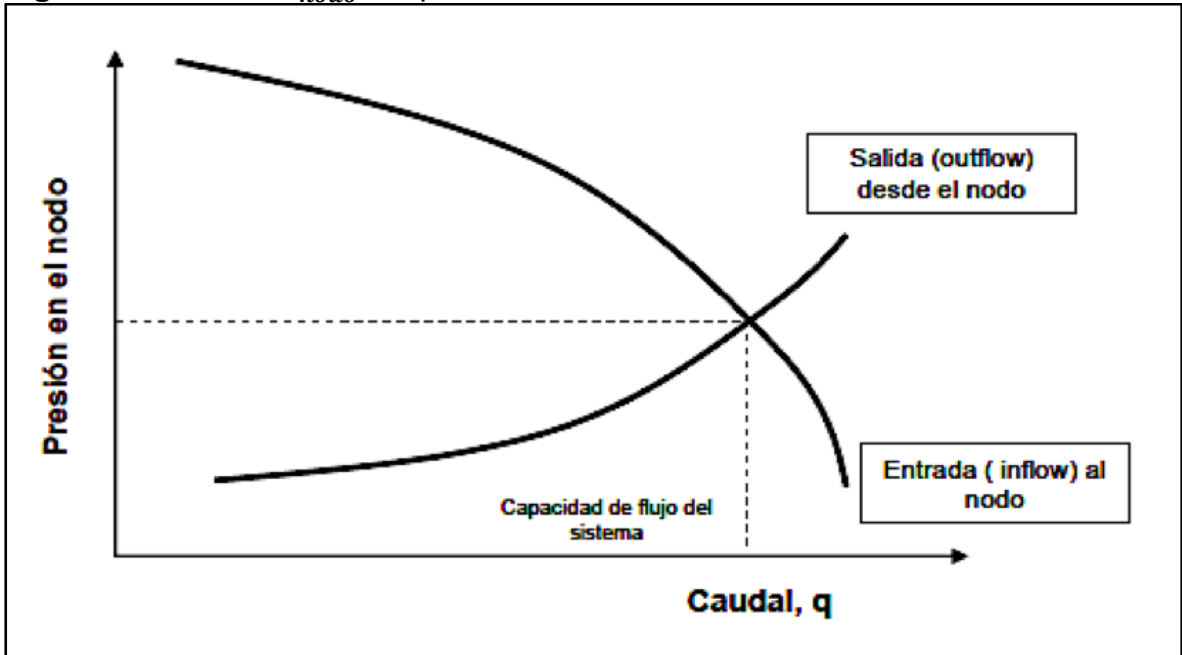 Salida (outflow)
desde el nodo
Presión en el nodo
Entrada ( inflow) al
nodo
Capacidad de flujo del
sistema
Caudal, q